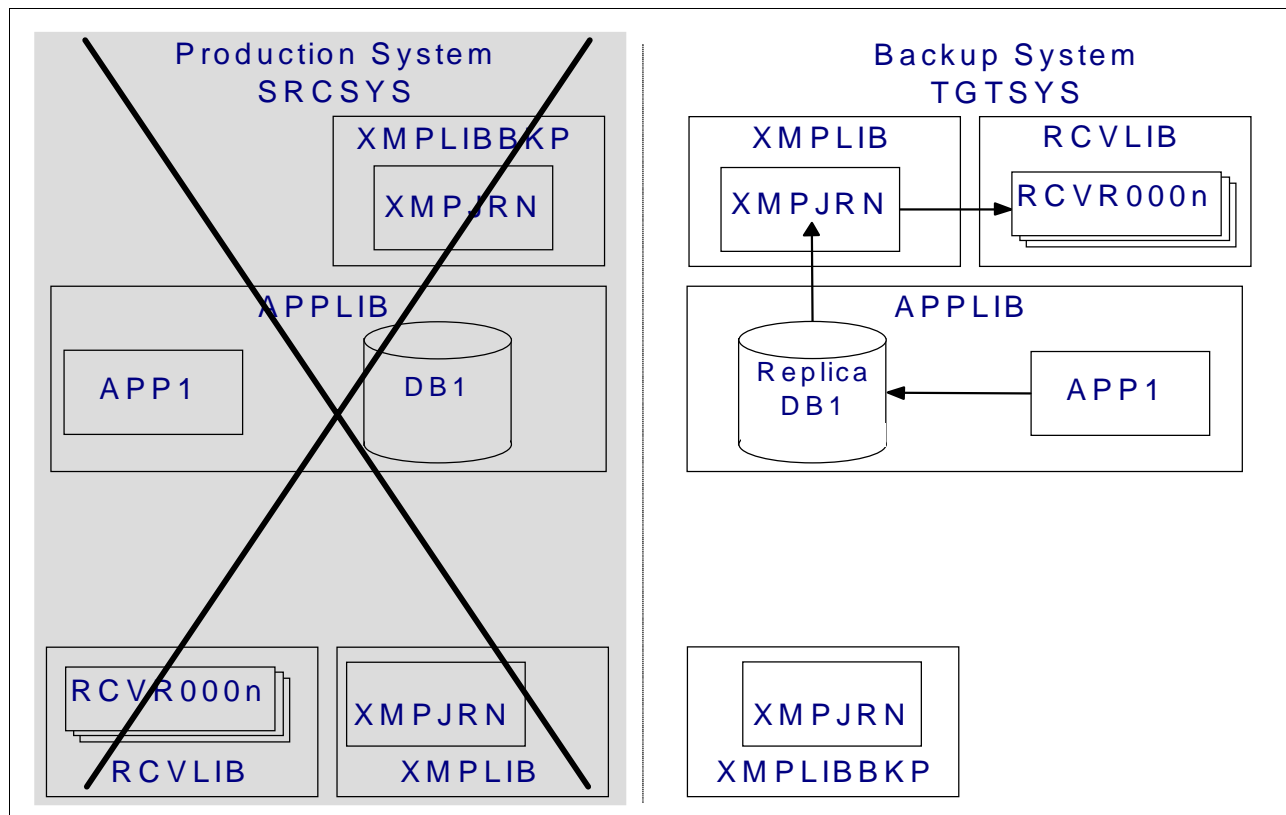 Production System
SRCSYS
XMPLIBBKP
XMPJRN
APPLIB
APP1
DB1
RCVR000n
RCVLIB
XMPJRN
XMPLIB
Backup System
TGTSYS
XMPLIB
XMPJRN
RCVLIB
RCVR000n
APPLIB
Replica
DB1
APP1
XMPJRN
XMPLIBBKP